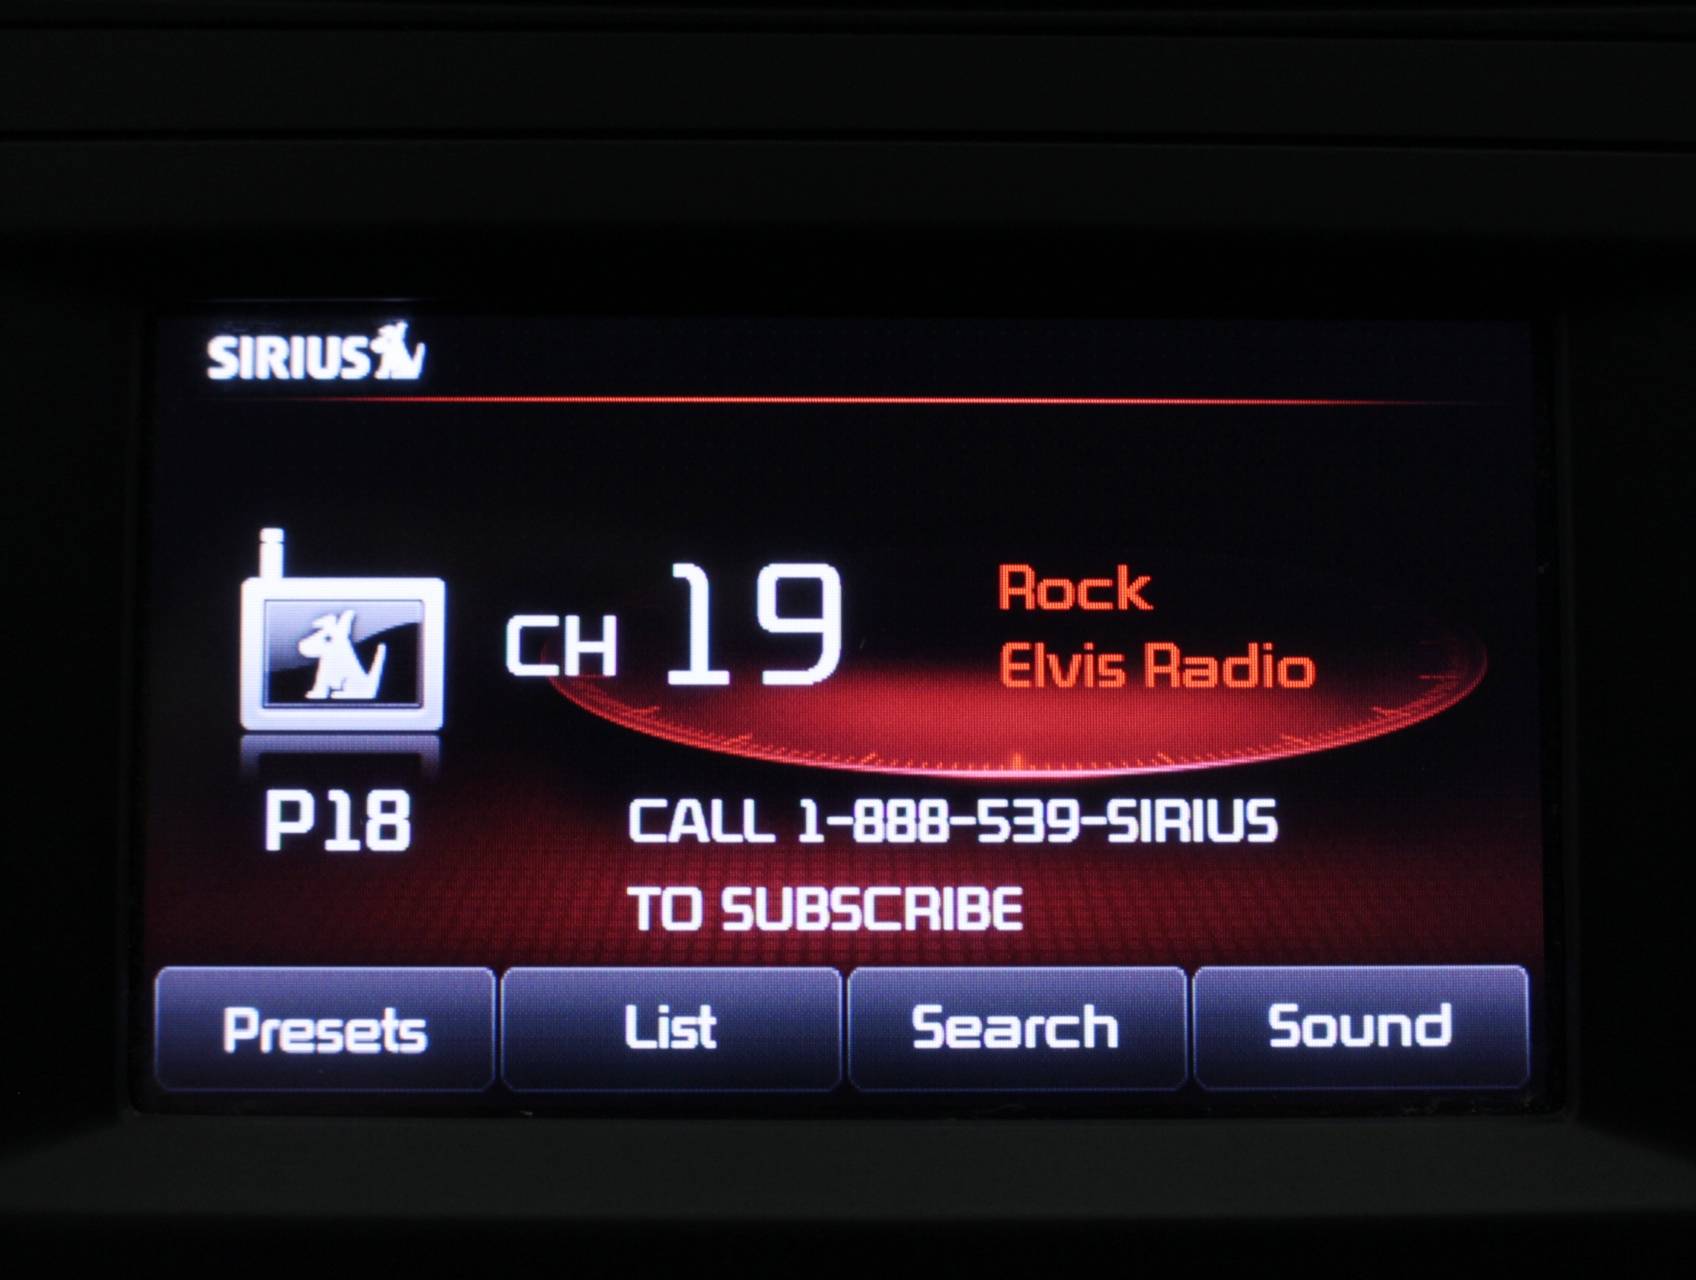 SIRIUS
CH 19
Rock
Elvis Radio
P18
CALL 1-888-539-SIRIUS
TO SUBSCRIBE
Presets
List
Search
Sound